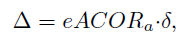 Δ = eACOR_a·δ,